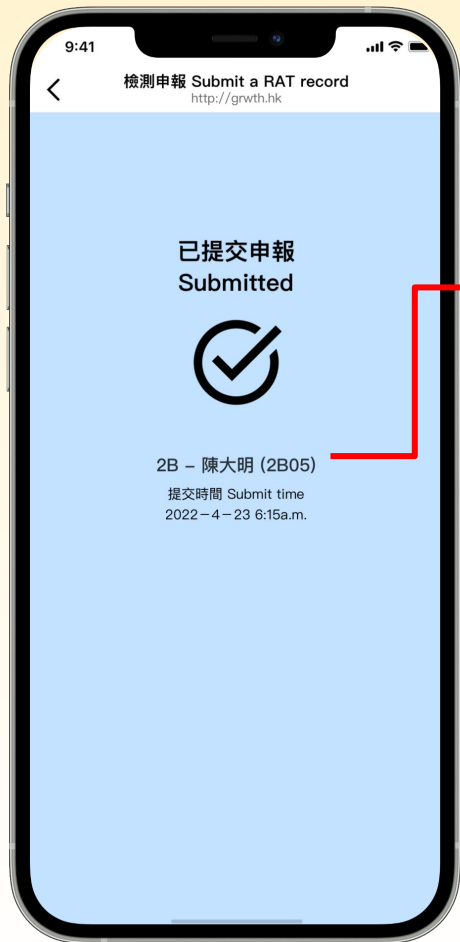 9:41
檢測申報 Submit a RAT record
http://grwth.hk
已提交申報
Submitted
2B – 陳大明 (2B05)
提交時間 Submit time
2022－4－23 6:15a.m.